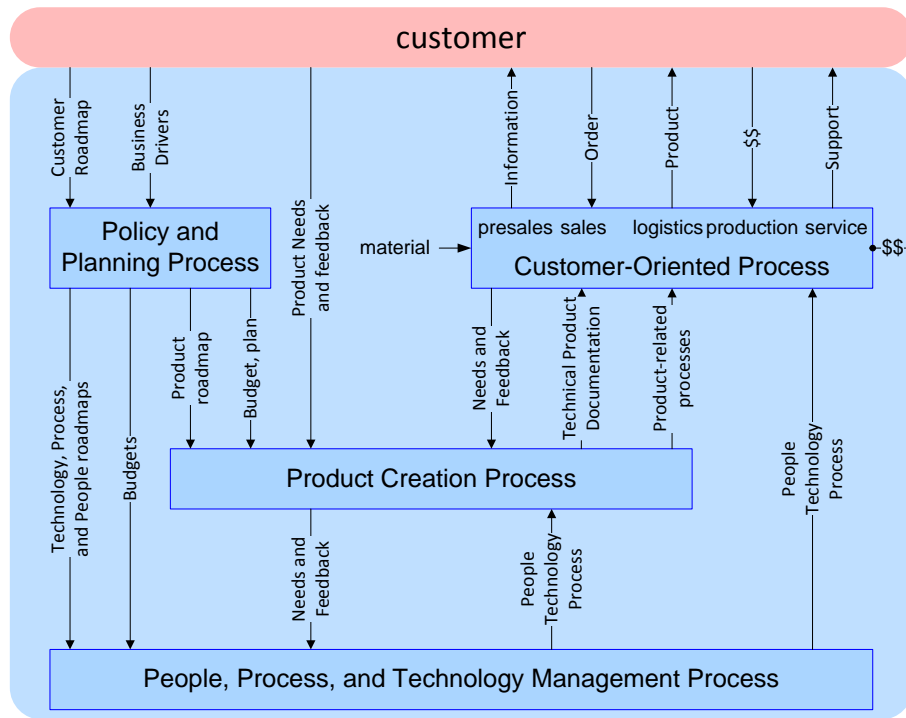 customer
Customer
Roadmap
Business
Drivers
Product Needs
and feedback
Information
Order
Product
$$
Support
Policy and
Planning Process
material
presales sales logistics production service
Customer-Oriented Process
$$
Technology, Process,
and People roadmaps
Budgets
Product
roadmap
Budget, plan
Needs and
Feedback
Technical Product
Documentation
Product-related
processes
People
Technology
Process
Product Creation Process
Needs and
Feedback
People
Technology
Process
People, Process, and Technology Management Process